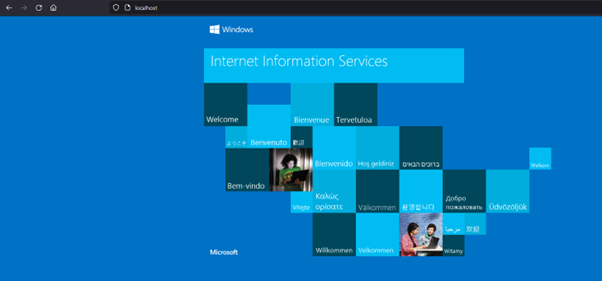 localhost
Windows
Internet Information Services
Welcome
Bienvenue
Tervetuloa
ようこそ
Benvenuto
歡迎
Bienvenido
Hoş geldiniz
ברוכים הבאים
Welkom
Bem-vindo
Vítejte
Καλώς
ορίσατε
Välkommen
환영합니다
Добро
пожаловать
Üdvözöljük
مرحبا
欢迎
Willkommen
Velkommen
Witamy
Microsoft